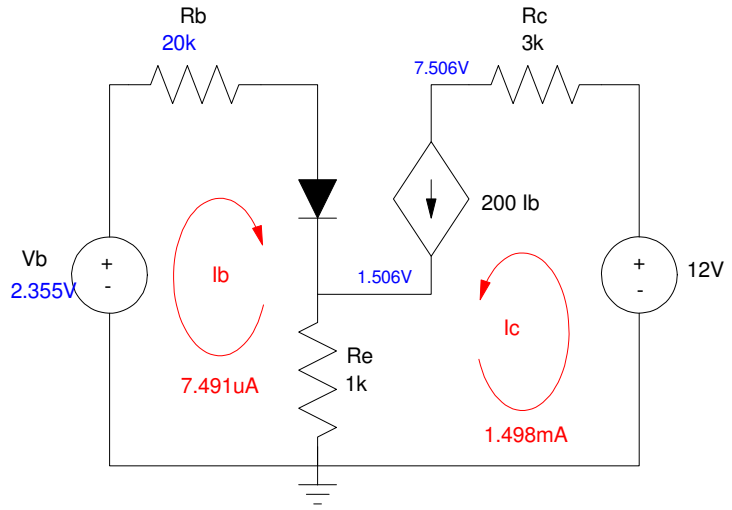 Rb
20k
Rc
3k
7.506V
200 Ib
Vb
2.355V
+
-
Ib
1.506V
Ic
+
-
12V
Re
1k
7.491uA
1.498mA